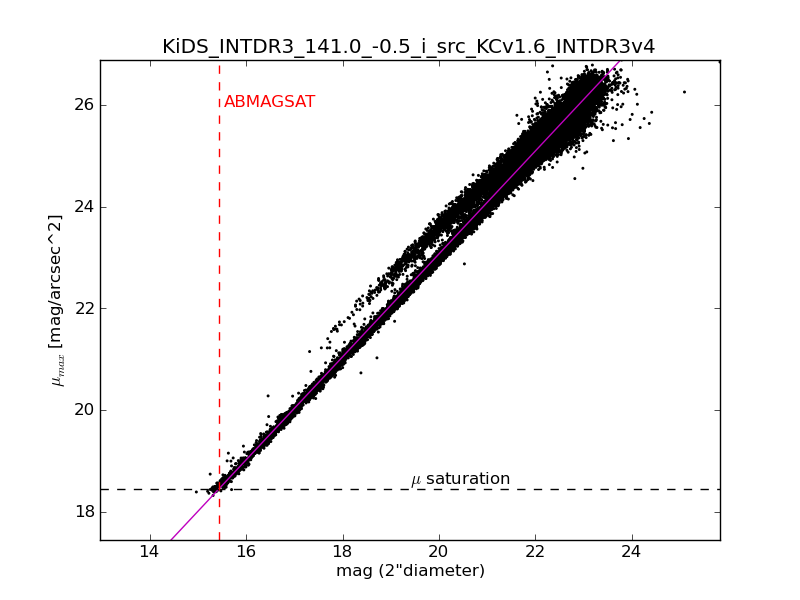 KiDS_INTDR3_141.0_-0.5_i_src_KCv1.6_INTDR3v4
ABMAGSAT
μ saturation
μmax [mag/arcsec^2]
26
24
22
20
18
14 16 18 20 22 24
mag (2"diameter)